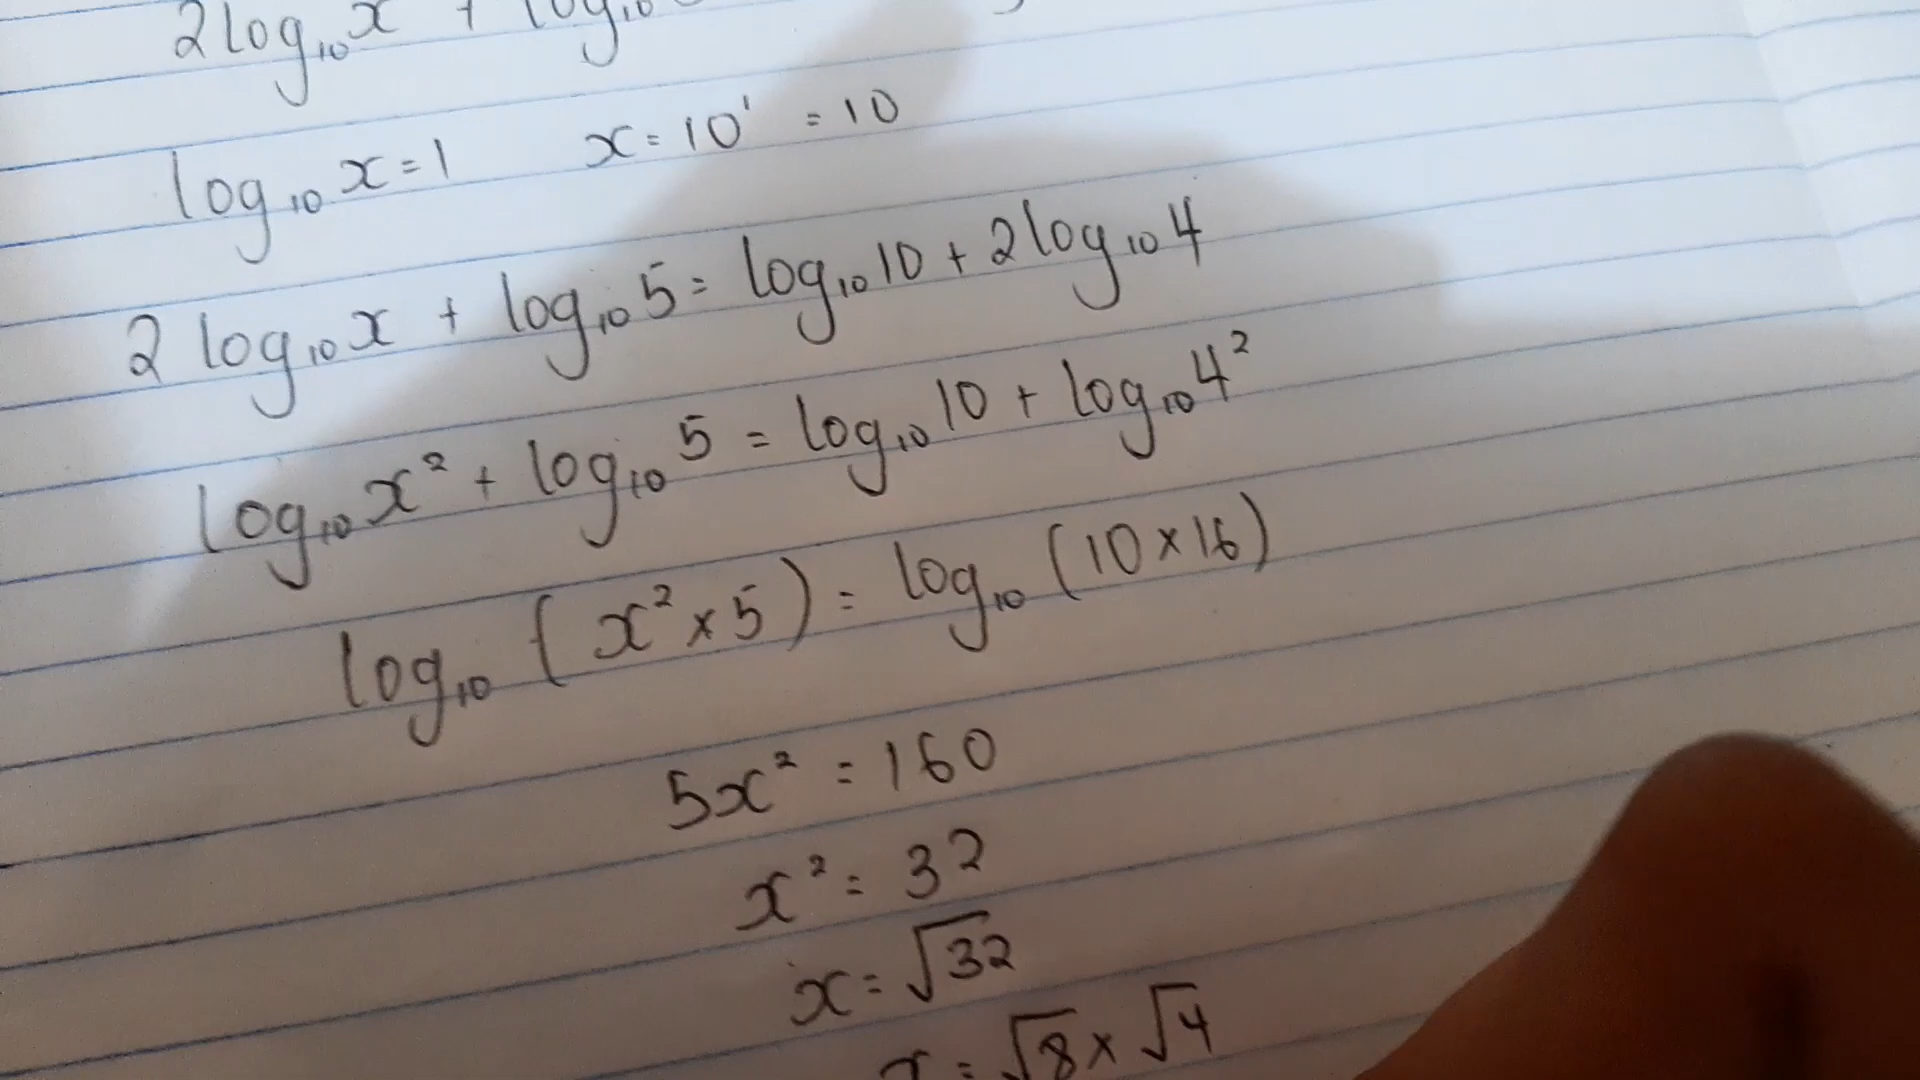 2log₁₀x + log₁₀
log₁₀x=1 x=10¹ =10
2 log₁₀x + log₁₀5= log₁₀10+2log₁₀4
log₁₀x² + log₁₀5 = log₁₀10 + log₁₀4²
log₁₀(x²×5) = log₁₀(10×16)
5x² = 160
x² = 32
x = √32
x = √8 × √4